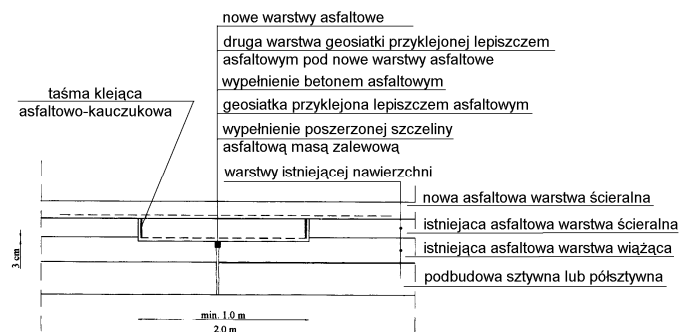 nowe warstwy asfaltowe
druga warstwa geosiatki przyklejonej lepiszczem
asfaltowym pod nowe warstwy asfaltowe
wypełnienie betonem asfaltowym
taśma klejąca
asfaltowo-kauczukowa
geosiatka przyklejona lepiszczem asfaltowym
wypełnienie poszerzonej szczeliny
asfaltową masą zalewową
warstwy istniejącej nawierzchni
nowa asfaltowa warstwa ścieralna
istniejaca asfaltowa warstwa ścieralna
istniejąca asfaltowa warstwa wiążąca
podbudowa sztywna lub półsztywna
3 cm
min. 1.0 m
2.0 m